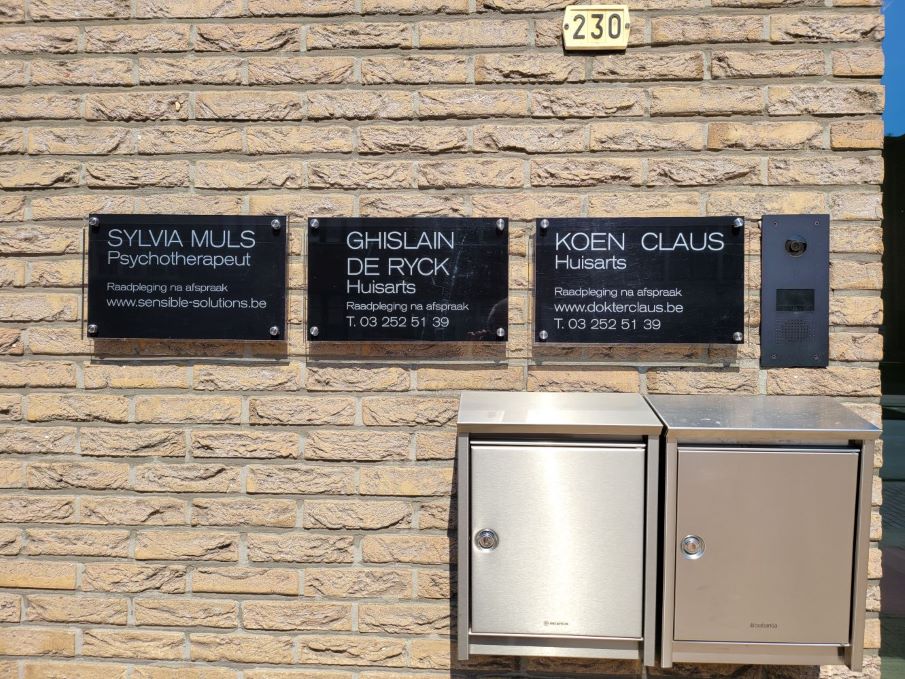 230
SYLVIA MULS
Psychotherapeut
Raadpleging na afspraak
www.sensible-solutions.be
GHISLAIN
DE RYCK
Huisarts
Raadpleging na afspraak
T. 03 252 51 39
KOEN CLAUS
Huisarts
Raadpleging na afspraak
www.dokterclaus.be
T. 03 252 51 39